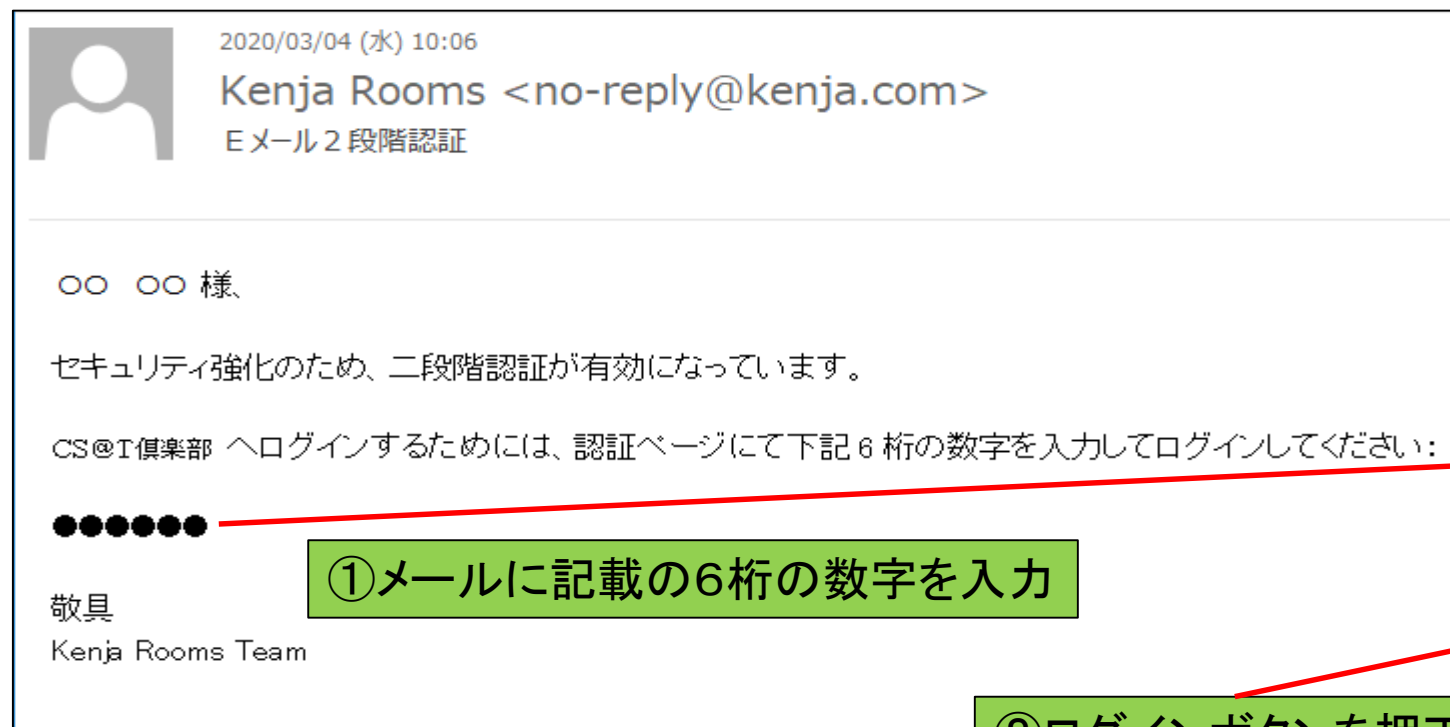 2020/03/04 (水) 10:06
Kenja Rooms <no-reply@kenja.com>
Eメール2段階認証
○○ ○○ 様、
セキュリティ強化のため、二段階認証が有効になっています。
CS@T倶楽部 へログインするためには、認証ページにて下記6桁の数字を入力してログインしてください:
●●●●●●
①メールに記載の6桁の数字を入力
敬具
Kenja Rooms Team